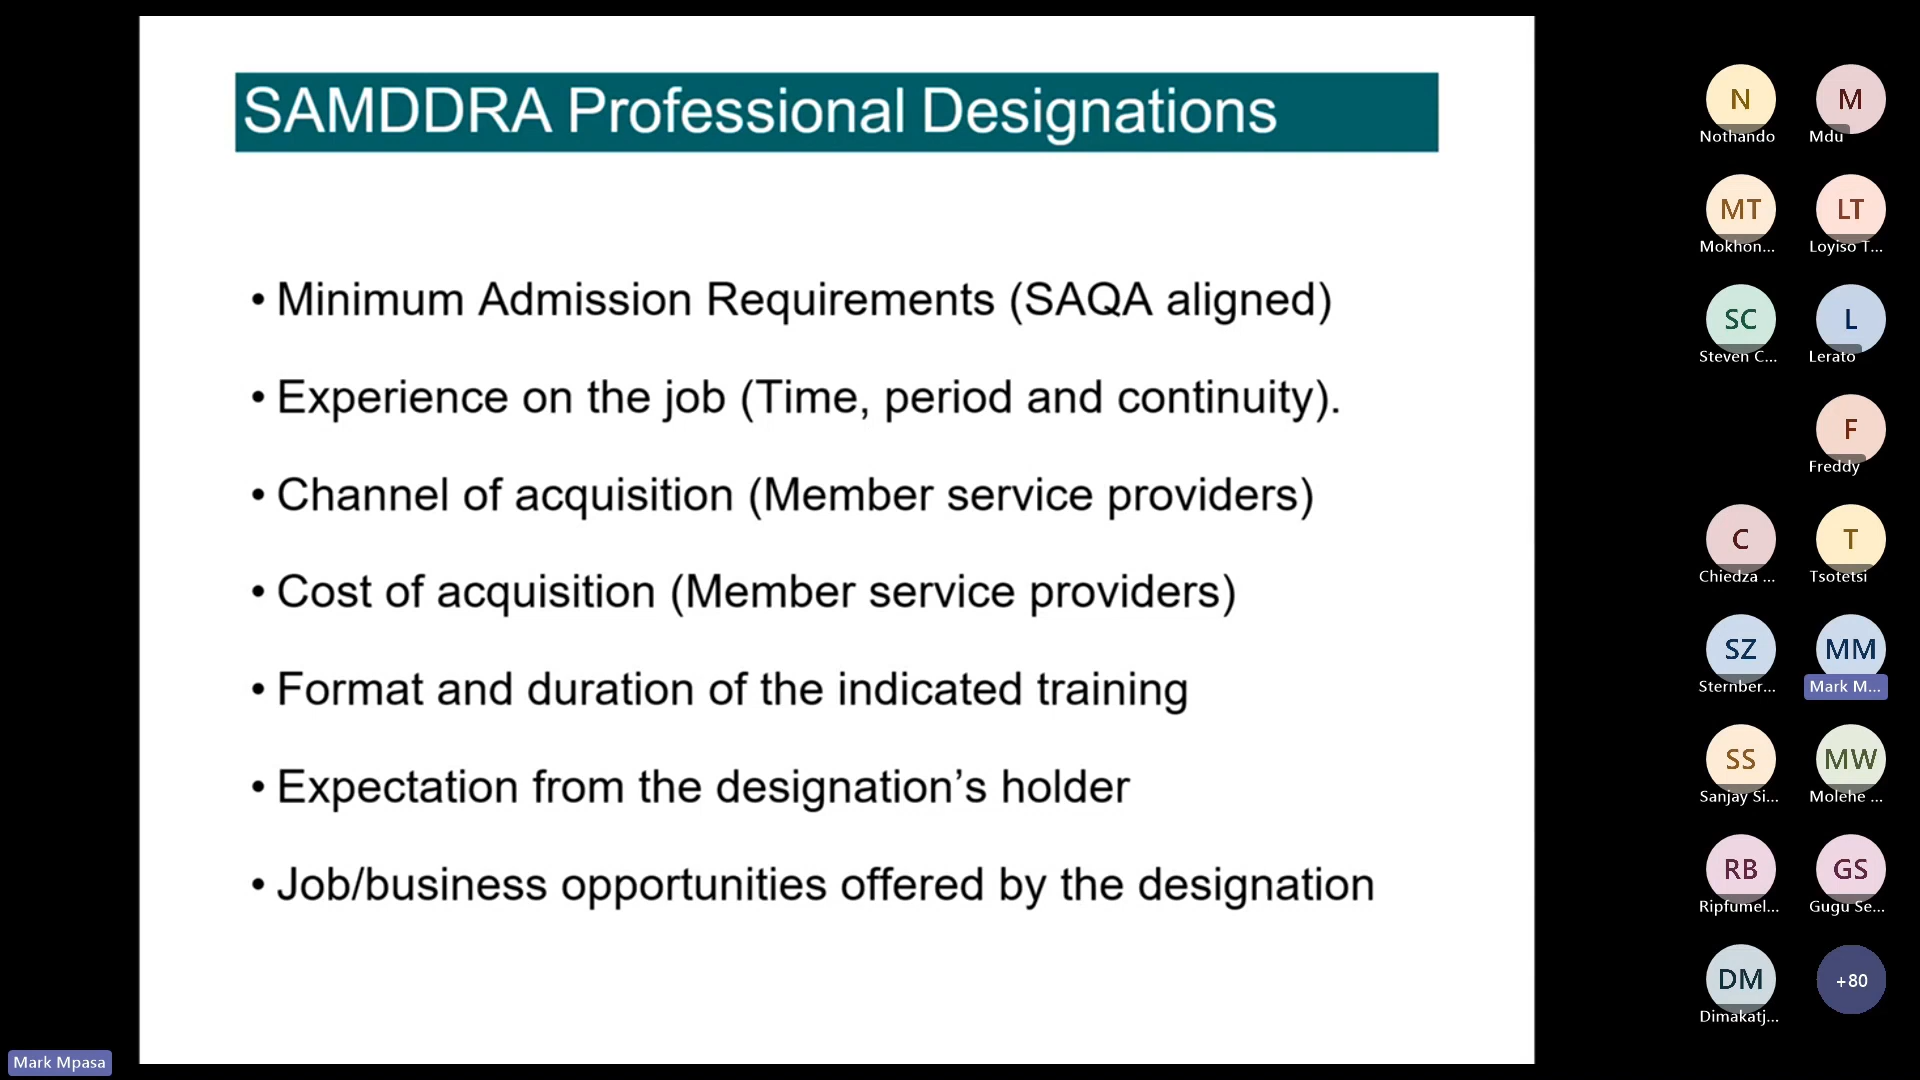 SAMDDRA Professional Designations
• Minimum Admission Requirements (SAQA aligned)
• Experience on the job (Time, period and continuity).
• Channel of acquisition (Member service providers)
• Cost of acquisition (Member service providers)
• Format and duration of the indicated training
• Expectation from the designation’s holder
• Job/business opportunities offered by the designation
Mark Mpasa
N
Nothando
M
Mdu
MT
Mokhon...
LT
Loyiso T...
SC
Steven C...
L
Lerato
F
Freddy
C
Chiedza ...
T
Tsotetsi
SZ
Sternber...
MM
Mark M...
SS
Sanjay Si...
MW
Molehe ...
RB
Ripfumel...
GS
Gugu Se...
DM
Dimakatj...
+80